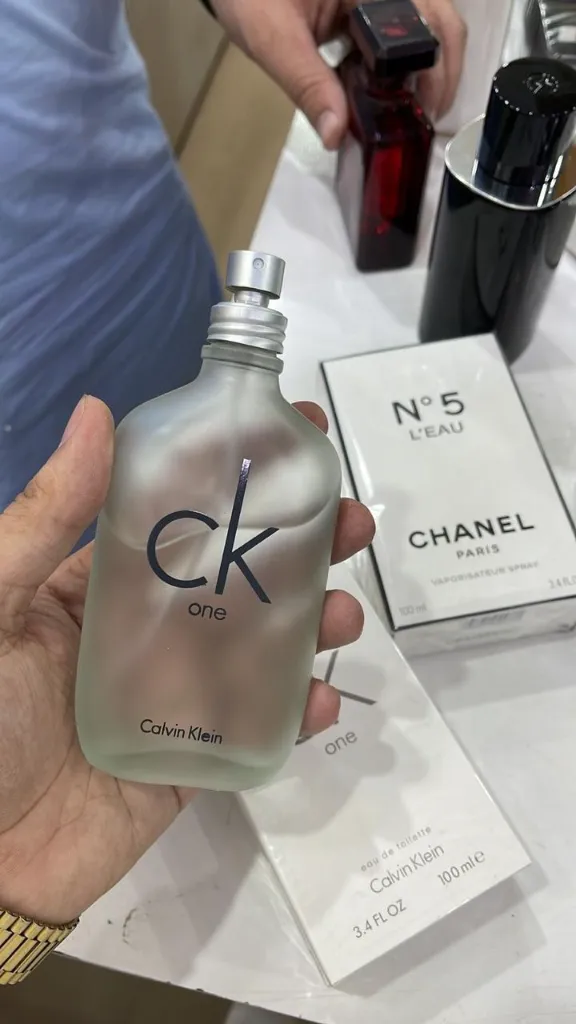 N° 5
L'EAU
CHANEL
PARIS
VAPORISATEUR SPRAY
100 ml
ck
one
Calvin Klein
k
one
eau de toilette
Calvin Klein
3.4 FL OZ 100 ml e